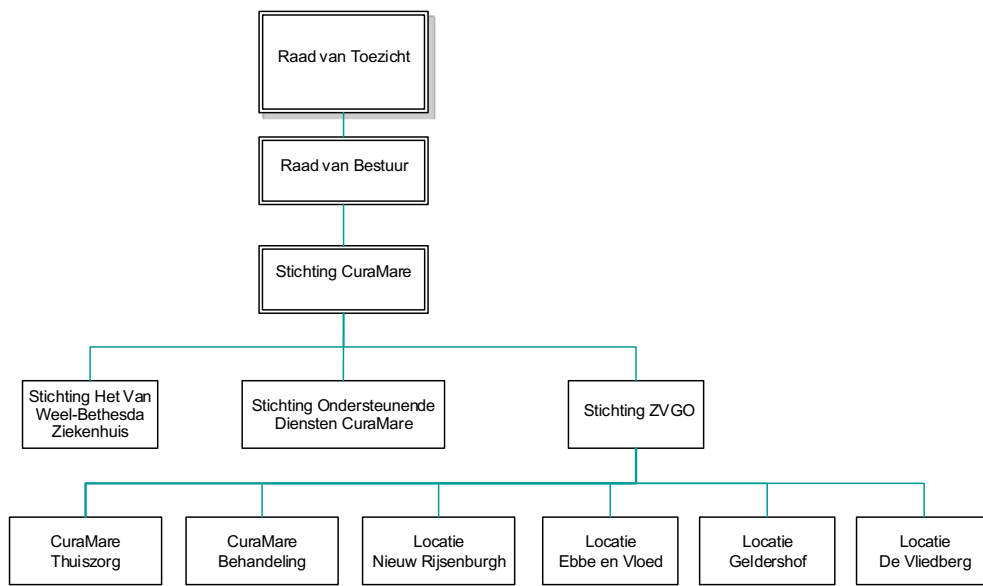 Raad van Toezicht
Raad van Bestuur
Stichting CuraMare
Stichting Het Van
Weel-Bethesda
Ziekenhuis
Stichting Ondersteunende
Diensten CuraMare
Stichting ZVGO
CuraMare
Thuiszorg
CuraMare
Behandeling
Locatie
Nieuw Rijsenburgh
Locatie
Ebbe en Vloed
Locatie
Geldershof
Locatie
De Vliedberg